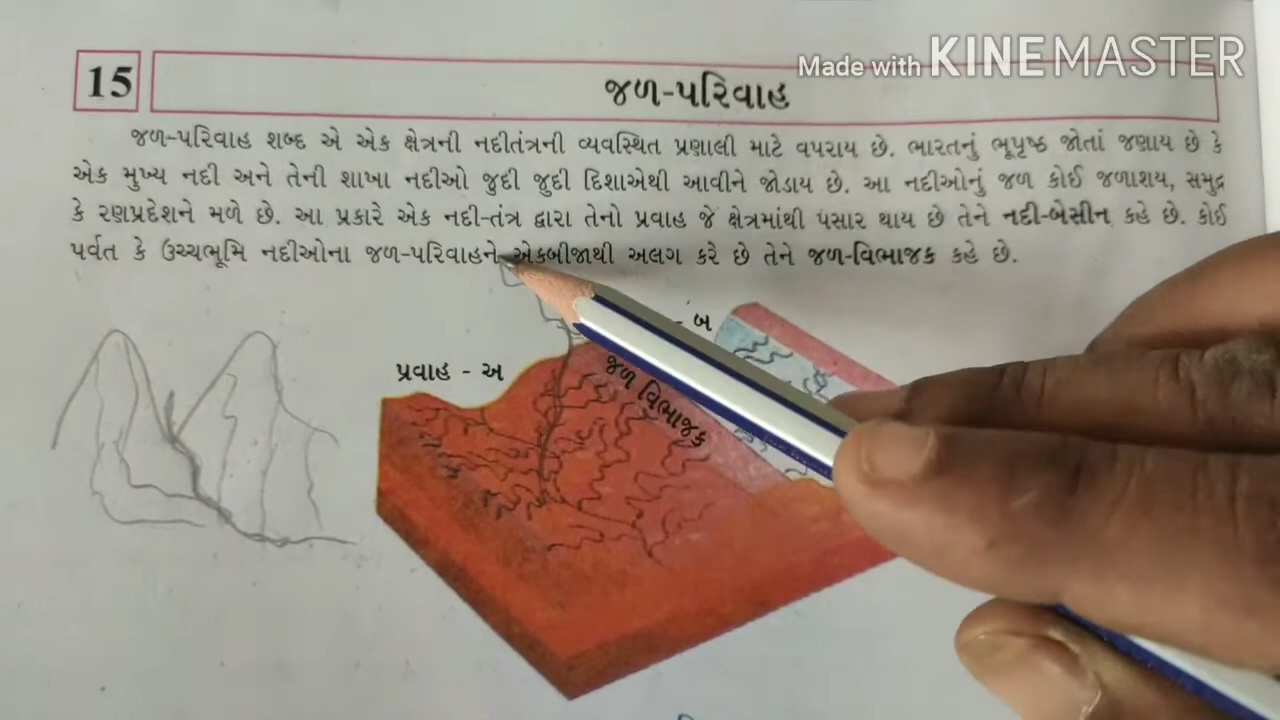 Made with KINEMASTER
15
જળ-પરિવાહ
જળ-પરિવાહ શબ્દ એ એક ક્ષેત્રની નદીતંત્રની વ્યવસ્થિત પ્રણાલી માટે વપરાય છે. ભારતનું ભૂપૃષ્ઠ જોતાં જણાય છે કે
એક મુખ્ય નદી અને તેની શાખા નદીઓ જુદી જુદી દિશાએથી આવીને જોડાય છે. આ નદીઓનું જળ કોઈ જળાશય, સમુદ્ર
કે રણપ્રદેશને મળે છે. આ પ્રકારે એક નદી-તંત્ર દ્વારા તેનો પ્રવાહ જે ક્ષેત્રમાંથી પસાર થાય છે તેને નદી-બેસીન કહે છે. કોઈ
પર્વત કે ઉચ્ચભૂમિ નદીઓના જળ-પરિવાહને એકબીજાથી અલગ કરે છે તેને જળ-વિભાજક કહે છે.
- બ
પ્રવાહ - અ
જળ વિભાજક